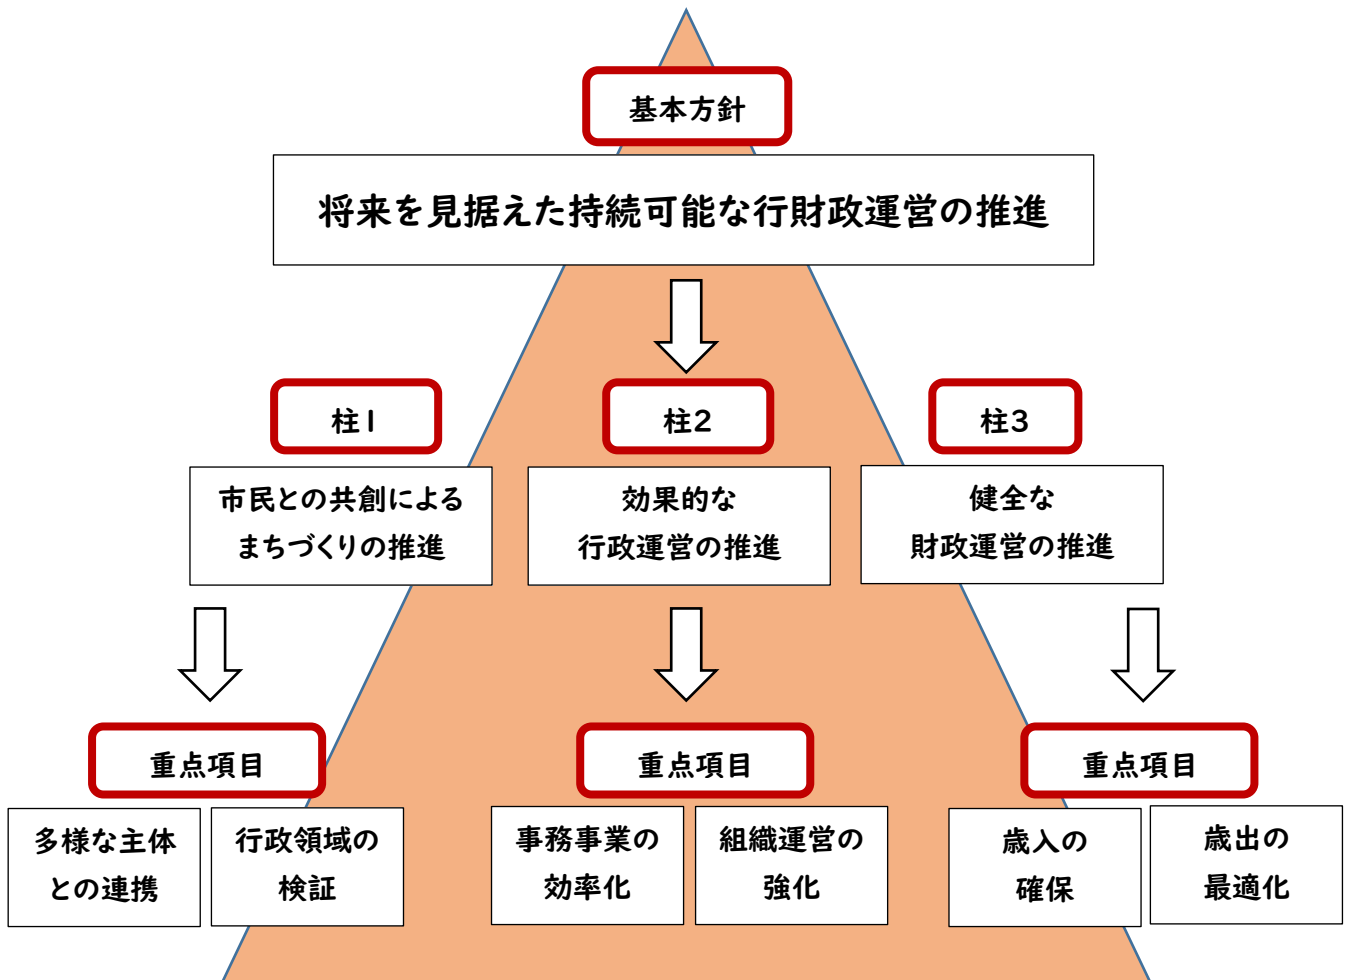 基本方針
将来を見据えた持続可能な行財政運営の推進
柱1
柱2
柱3
市民との共創による
まちづくりの推進
効果的な
行政運営の推進
健全な
財政運営の推進
重点項目
重点項目
重点項目
多様な主体
との連携
行政領域の
検証
事務事業の
効率化
組織運営の
強化
歳入の
確保
歳出の
最適化